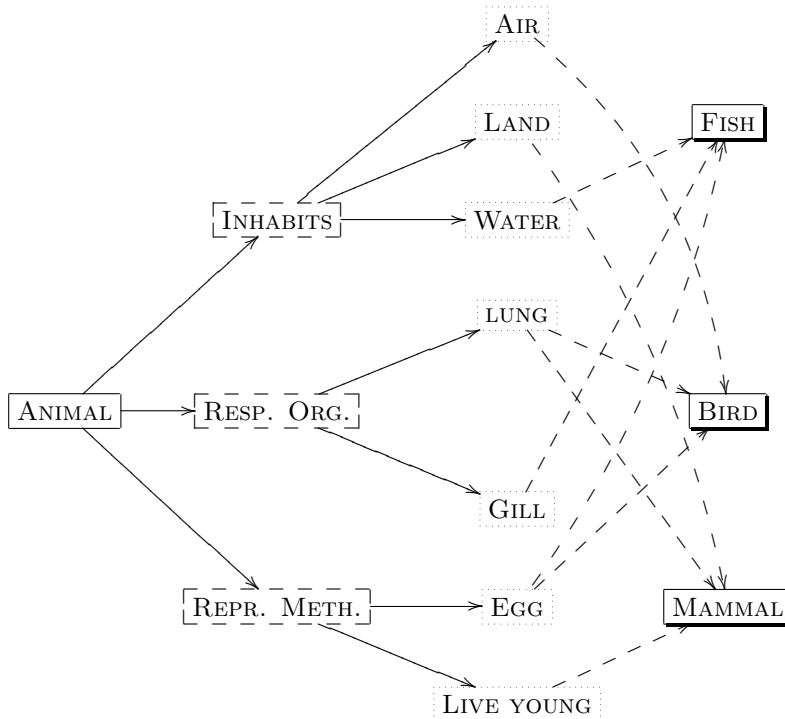 AIR
LAND
FISH
INHABITS
WATER
LUNG
ANIMAL
RESP. ORG.
BIRD
GILL
REPR. METH.
EGG
MAMMAL
LIVE YOUNG